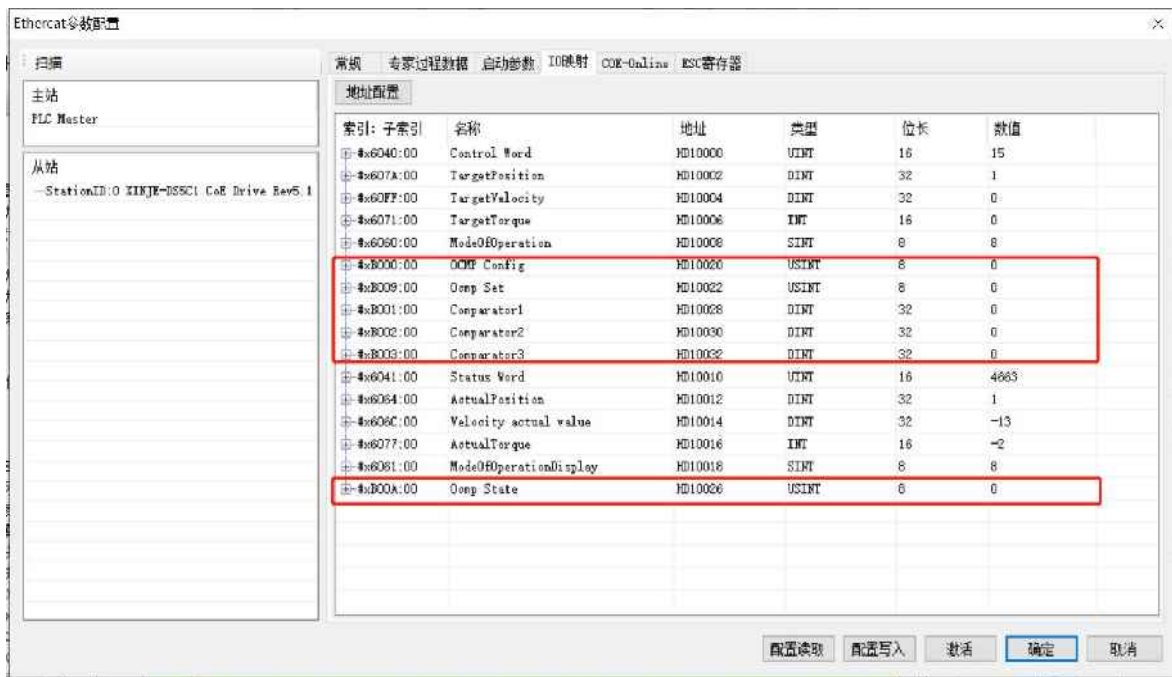 Ethercat参数配置
扫描
主站
PLC Master
从站
StationID:0 XINJE-DS5C1 CoE Drive Rev5.1
常规 专家过程数据 启动参数 IO映射 COE-Online ESC寄存器
地址配置
索引：子索引 名称 地址 类型 位长 数值
#x6040:00 Control Word HD10000 UINT 16 15
#x607A:00 TargetPosition HD10002 DINT 32 1
#x60FF:00 TargetVelocity HD10004 DINT 32 0
#x6071:00 TargetTorque HD10006 INT 16 0
#x6060:00 ModeOfOperation HD10008 SINT 8 8
#xB000:00 OCMP Config HD10020 USINT 8 0
#xB009:00 Ocmp Set HD10022 USINT 8 0
#xB001:00 Comparator1 HD10028 DINT 32 0
#xB002:00 Comparator2 HD10030 DINT 32 0
#xB003:00 Comparator3 HD10032 DINT 32 0
#x6041:00 Status Word HD10010 UINT 16 4663
#x6064:00 ActualPosition HD10012 DINT 32 1
#x606C:00 Velocity actual value HD10014 DINT 32 -13
#x6077:00 ActualTorque HD10016 INT 16 -2
#x6061:00 ModeOfOperationDisplay HD10018 SINT 8 8
#xB00A:00 Ocmp State HD10026 USINT 8 0
配置读取 配置写入 激活 确定 取消